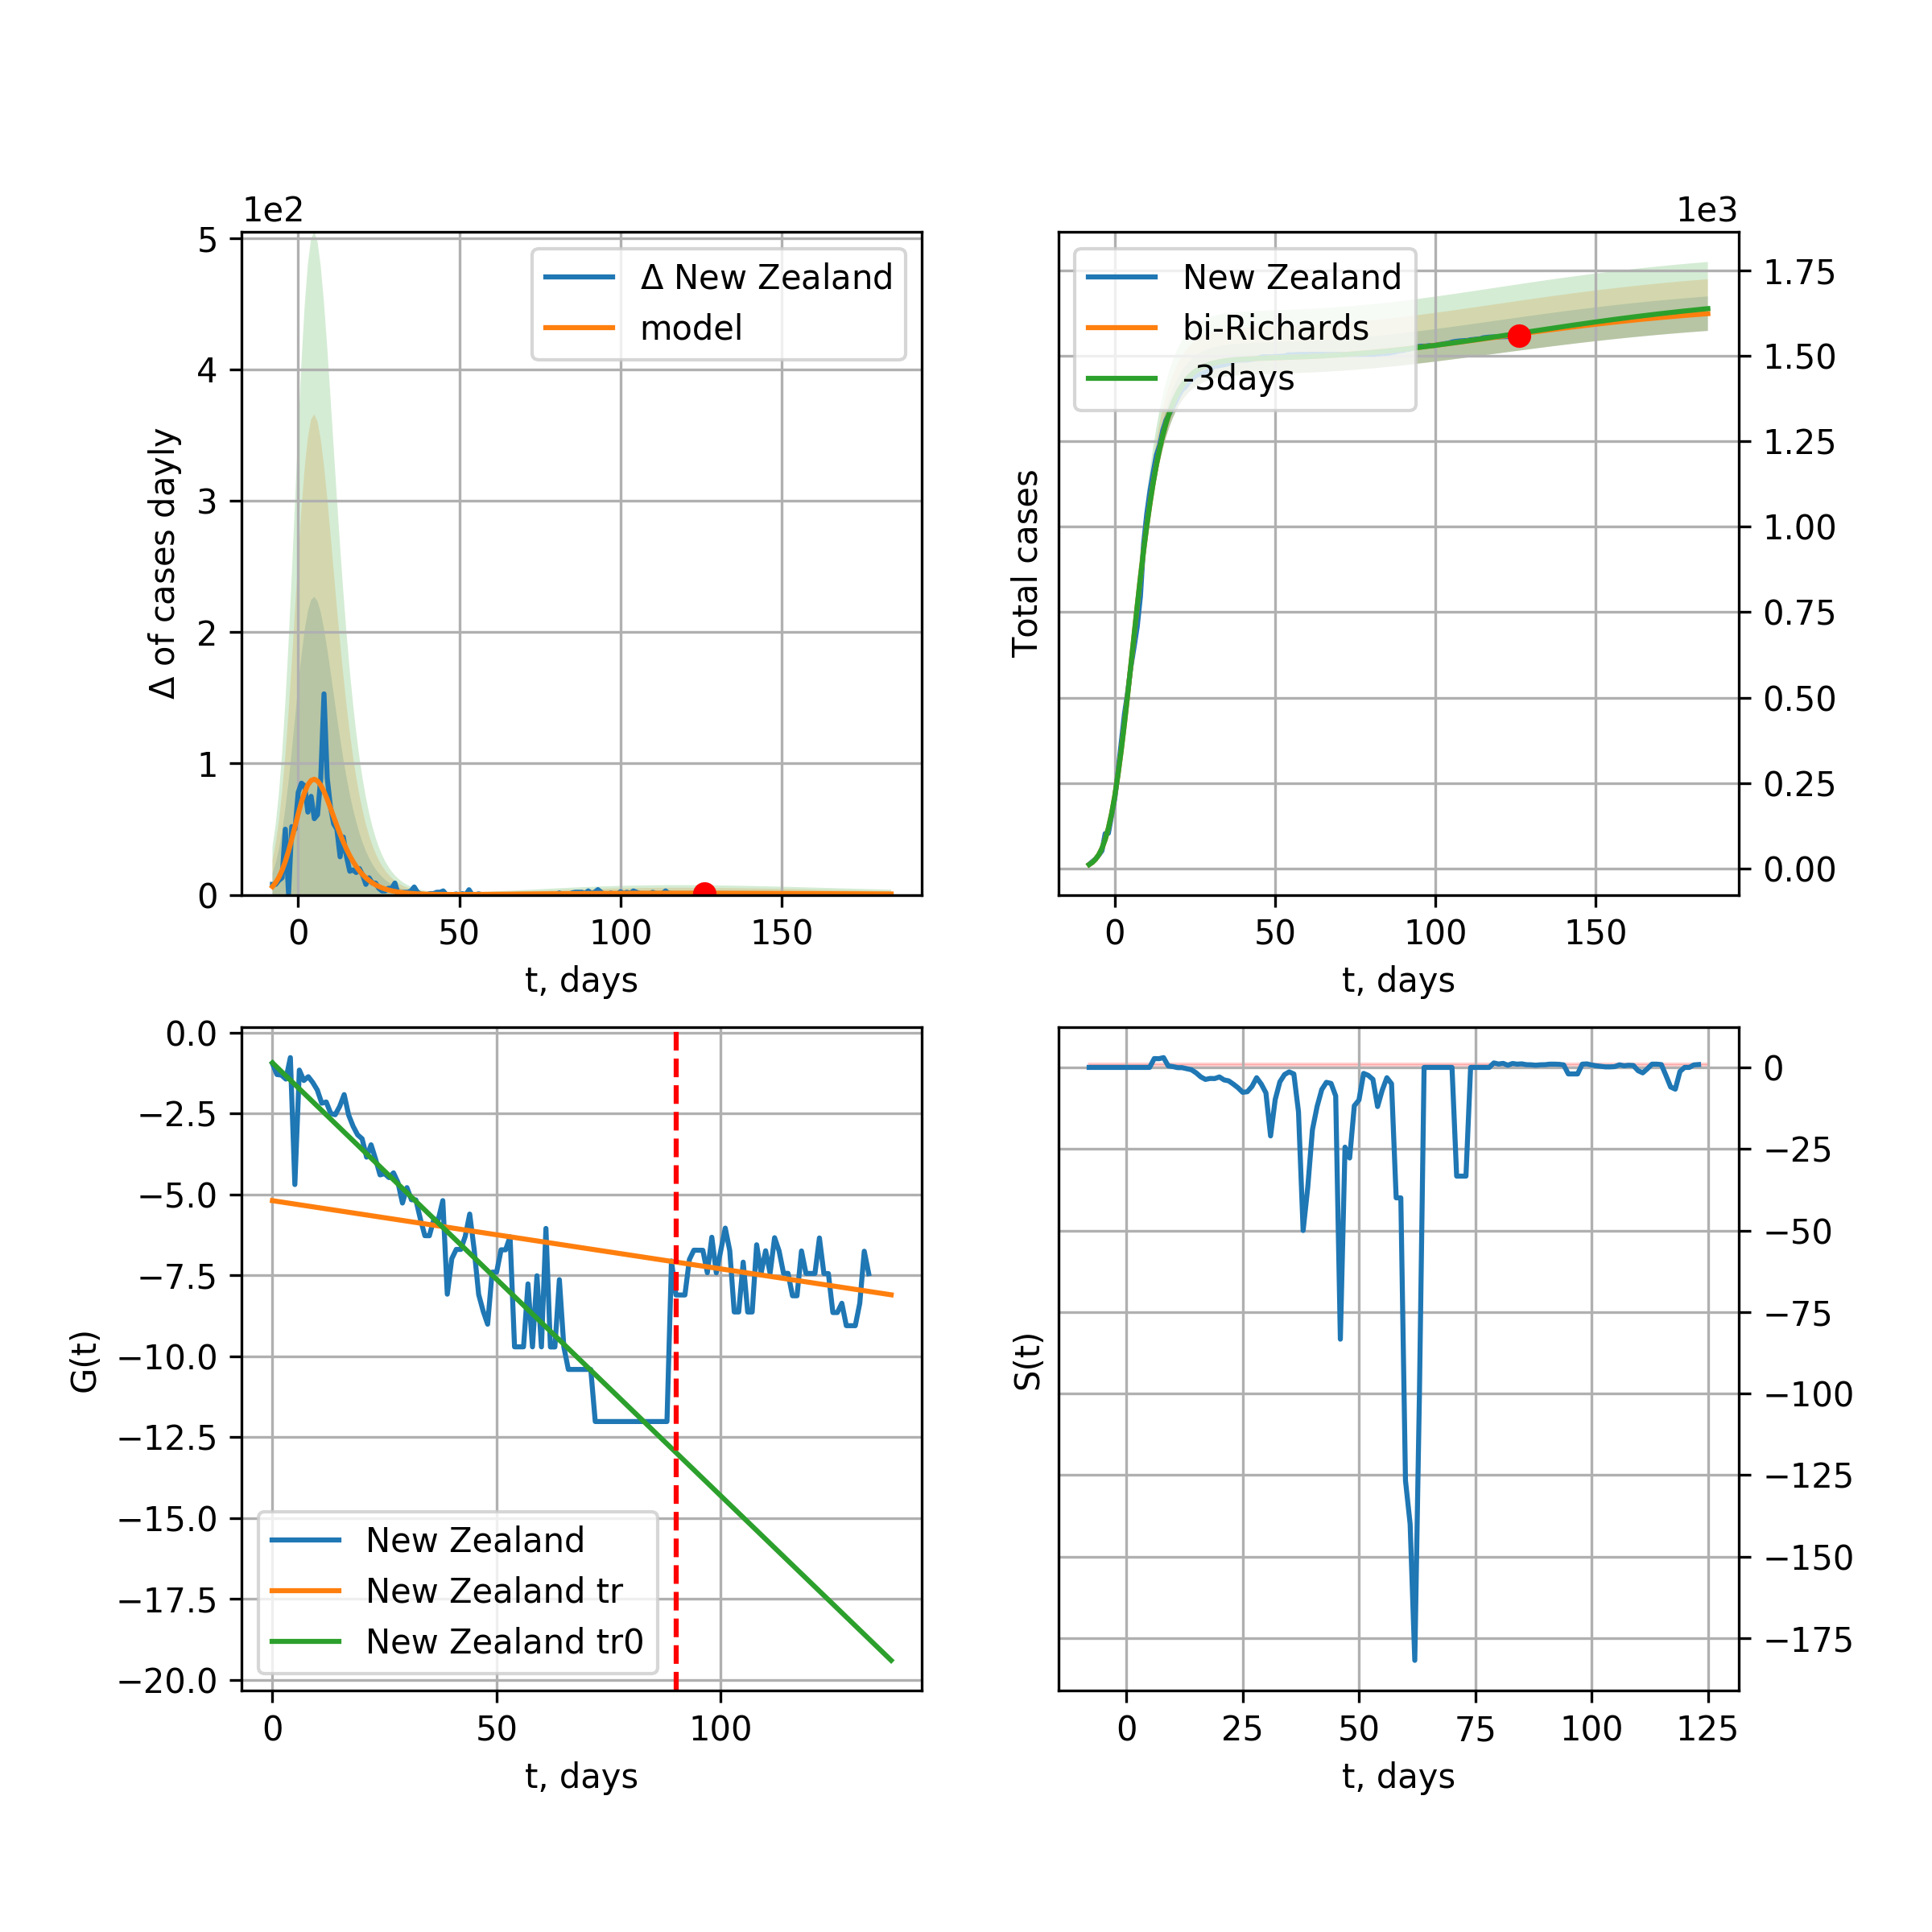 1e2
5
4
3
2
1
0
Δ of cases dayly
Δ New Zealand
model
0 50 100 150
t, days
1e3
1.75
1.50
1.25
1.00
0.75
0.50
0.25
0.00
Total cases
New Zealand
bi-Richards
-3days
0 50 100 150
t, days
0.0
−2.5
−5.0
−7.5
−10.0
−12.5
−15.0
−17.5
−20.0
G(t)
New Zealand
New Zealand tr
New Zealand tr0
0 50 100
t, days
0
−25
−50
−75
−100
−125
−150
−175
S(t)
0 25 50 75 100 125
t, days